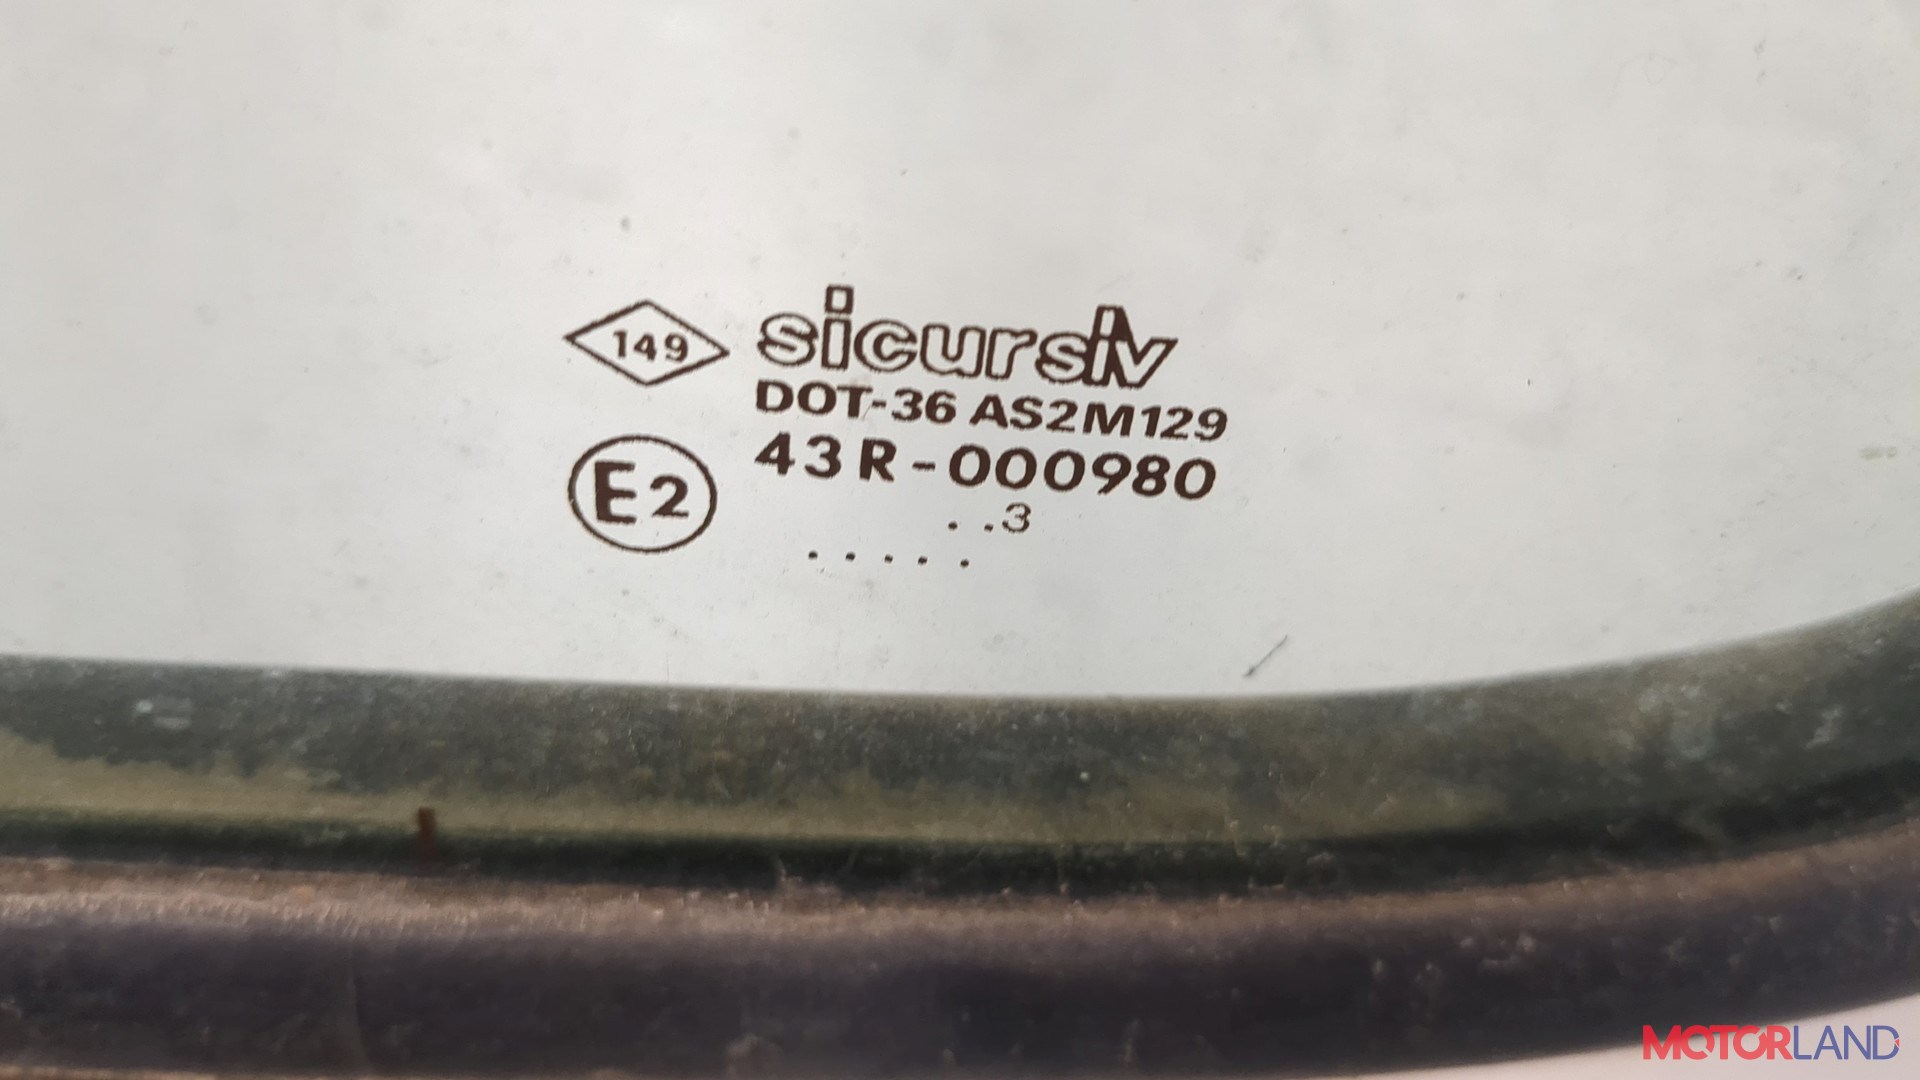 149
sicursiv
DOT-36 AS2M129
43R-000980
E2
. .3
. . . . .
MOTORLAND